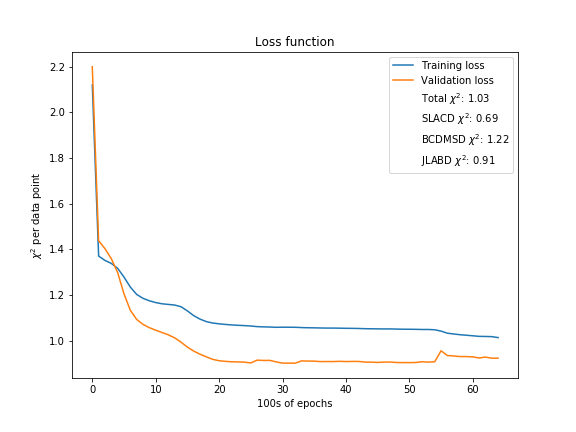 Loss function
Training loss
Validation loss
Total χ²: 1.03
SLACD χ²: 0.69
BCDMSD χ²: 1.22
JLABD χ²: 0.91
χ² per data point
2.2
2.0
1.8
1.6
1.4
1.2
1.0
0 10 20 30 40 50 60
100s of epochs